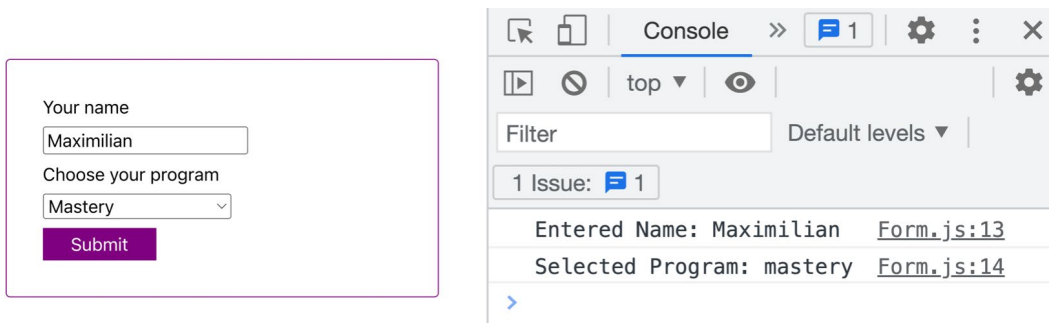 Your name
Maximilian
Choose your program
Mastery
Submit
Console » 1
top ▼
Filter Default levels ▼
1 Issue: 1
Entered Name: Maximilian Form.js:13
Selected Program: mastery Form.js:14
>